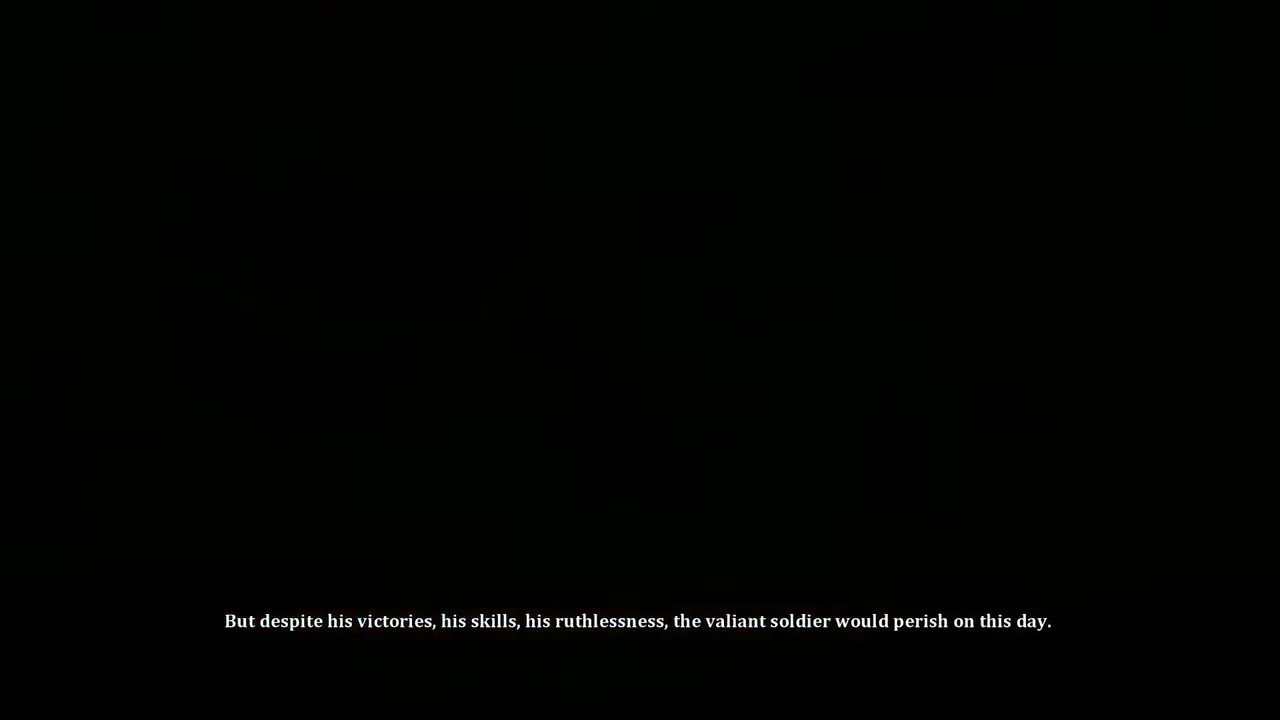 But despite his victories, his skills, his ruthlessness, the valiant soldier would perish on this day.